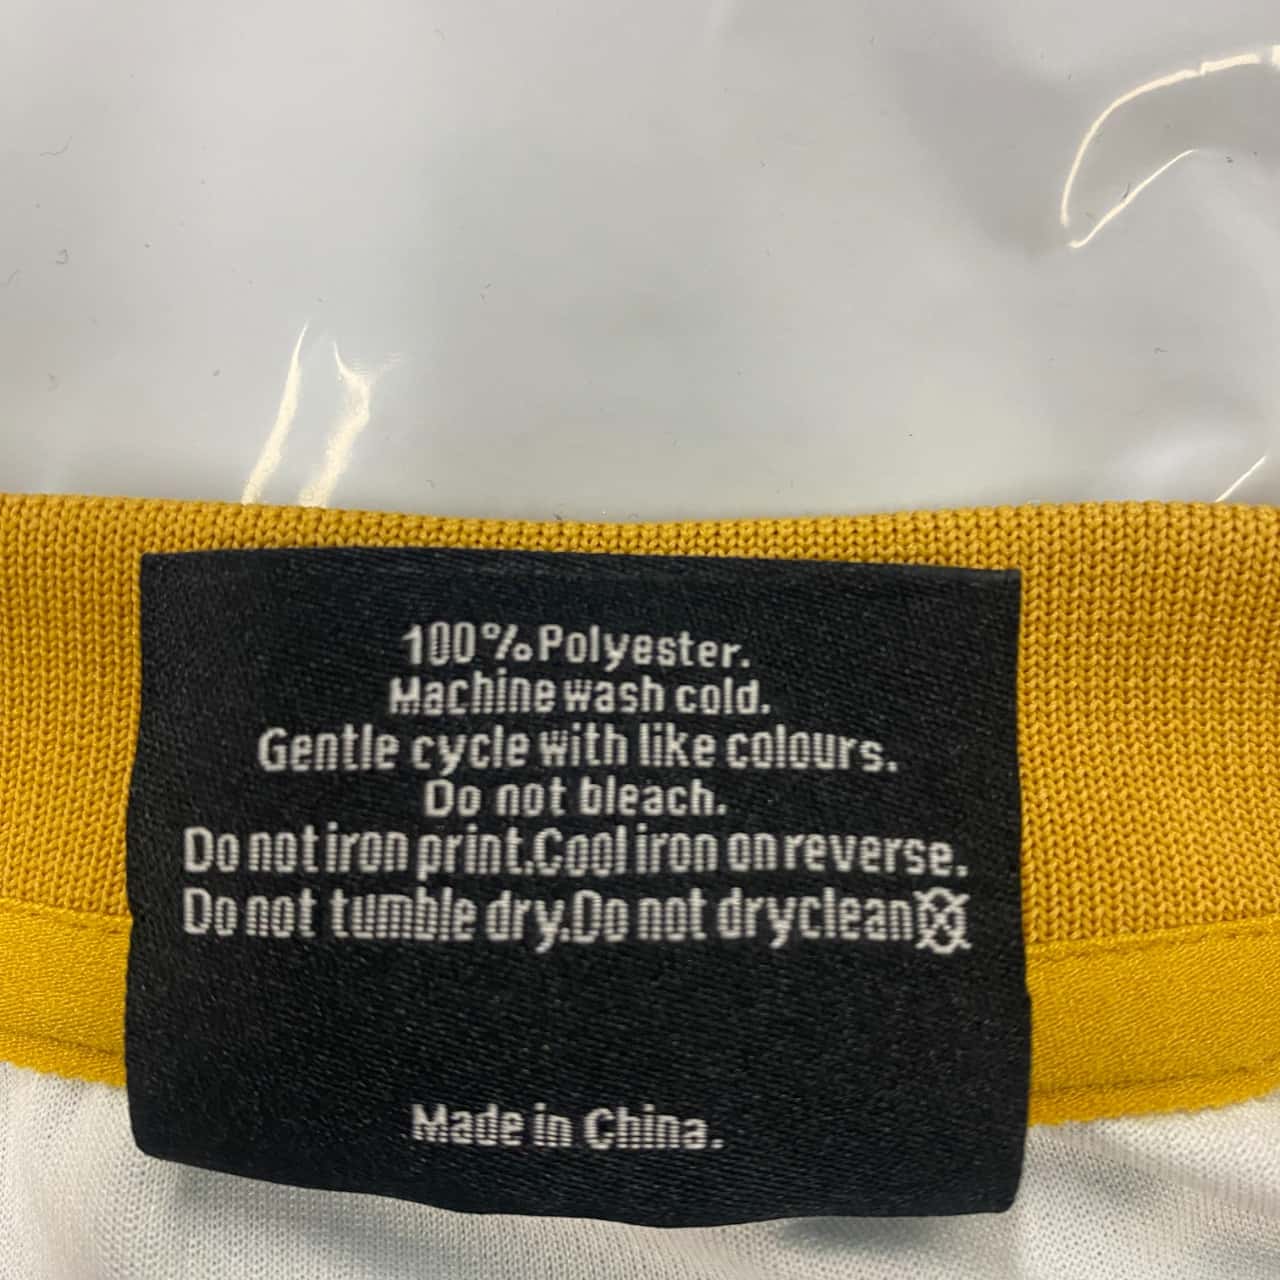 100% Polyester.
Machine wash cold.
Gentle cycle with like colours.
Do not bleach.
Do not iron print.Cool iron on reverse.
Do not tumble dry.Do not dryclean
Made in China.